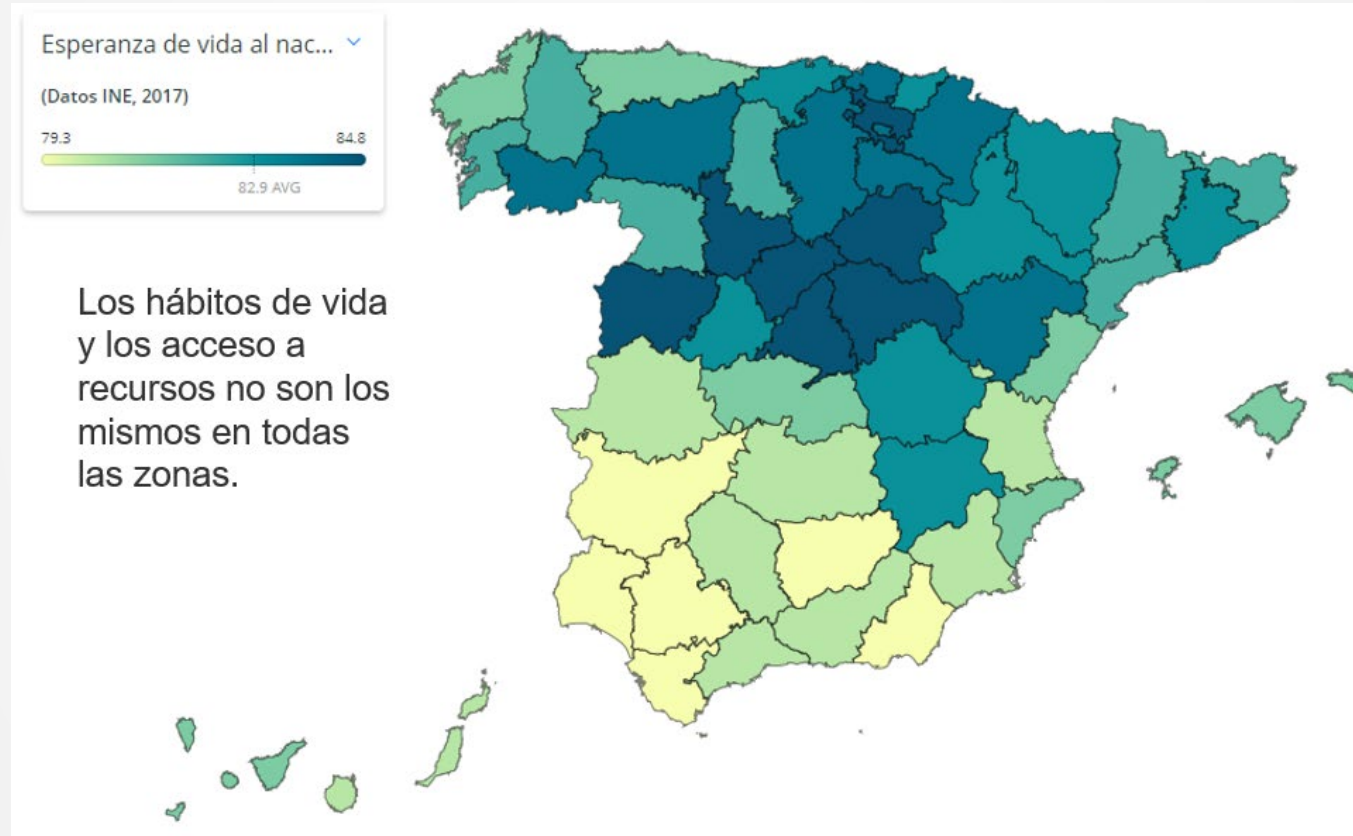 Esperanza de vida al nac...
(Datos INE, 2017)
79.3 84.8
82.9 AVG
Los hábitos de vida
y los acceso a
recursos no son los
mismos en todas
las zonas.